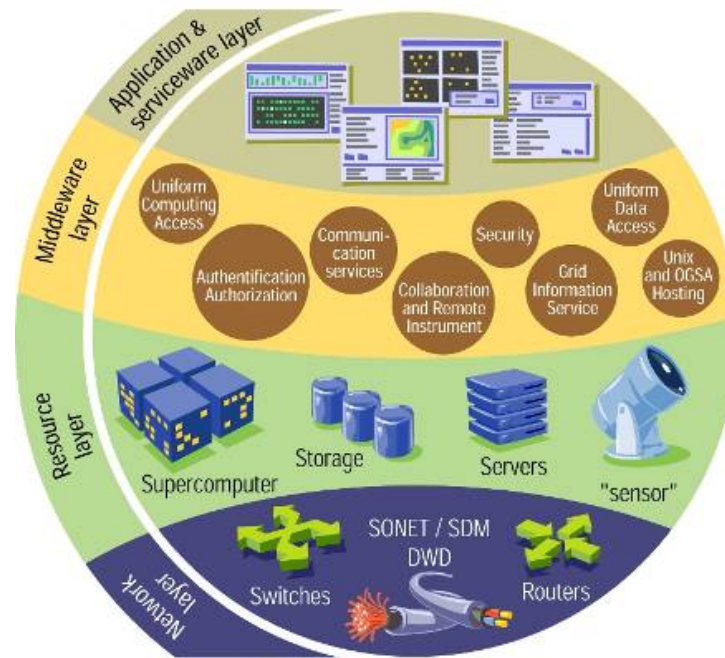 Application &
serviceware layer
Middleware
layer
Uniform
Computing
Access
Authentification
Authorization
Communi-
cation
services
Collaboration
and Remote
Instrument
Security
Grid
Information
Service
Uniform
Data
Access
Unix
and OGSA
Hosting
Resource
layer
Supercomputer
Storage
Servers
"sensor"
Network
layer
Switches
SONET / SDM
DWD
Routers